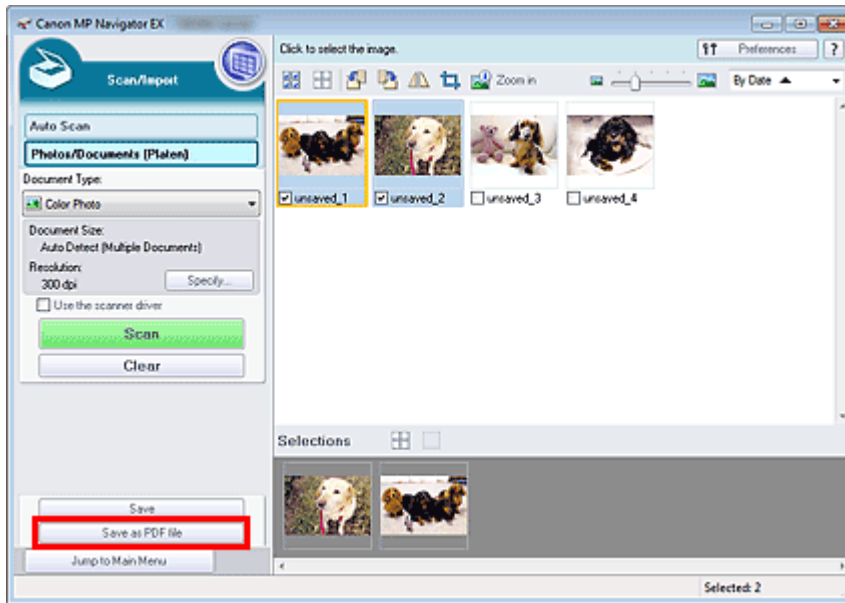 Canon MP Navigator EX
Scan/Import
Auto Scan
Photos/Documents (Platen)
Document Type:
Color Photo
Document Size:
Auto Detect (Multiple Documents)
Resolution:
300 dpi
Specify...
Use the scanner driver
Scan
Clear
Save
Save as PDF file
Jump to Main Menu
Click to select the image.
Preferences
?
Zoom in
By Date
unsaved_1
unsaved_2
unsaved_3
unsaved_4
Selections
Selected: 2